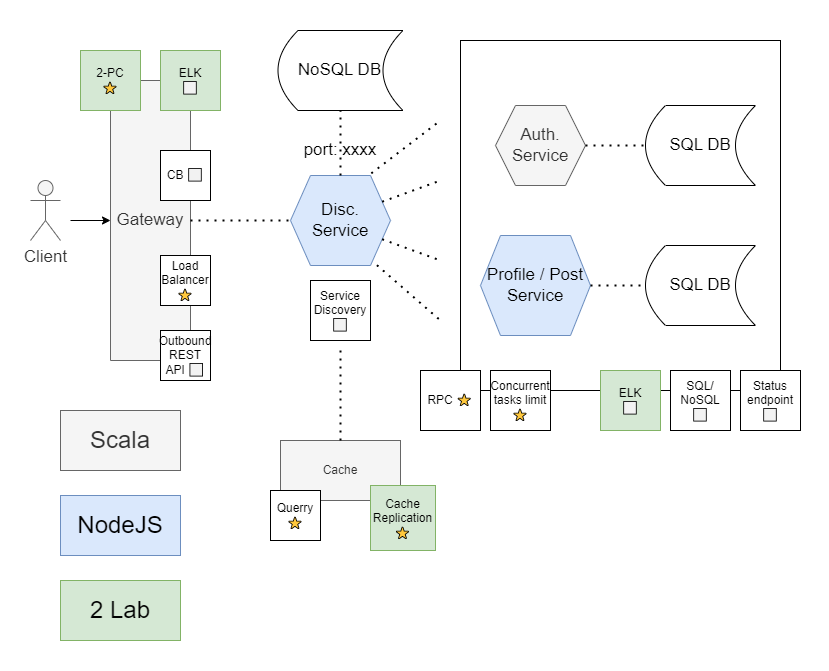 2-PC
ELK
NoSQL DB
port: xxxx
CB
Auth.
Service
SQL DB
Client
Gateway
Disc.
Service
Load
Balancer
Profile / Post
Service
SQL DB
Service
Discovery
Outbound
REST
API
RPC
Concurrent
tasks limit
ELK
SQL/
NoSQL
Status
endpoint
Scala
Cache
Querry
Cache
Replication
NodeJS
2 Lab